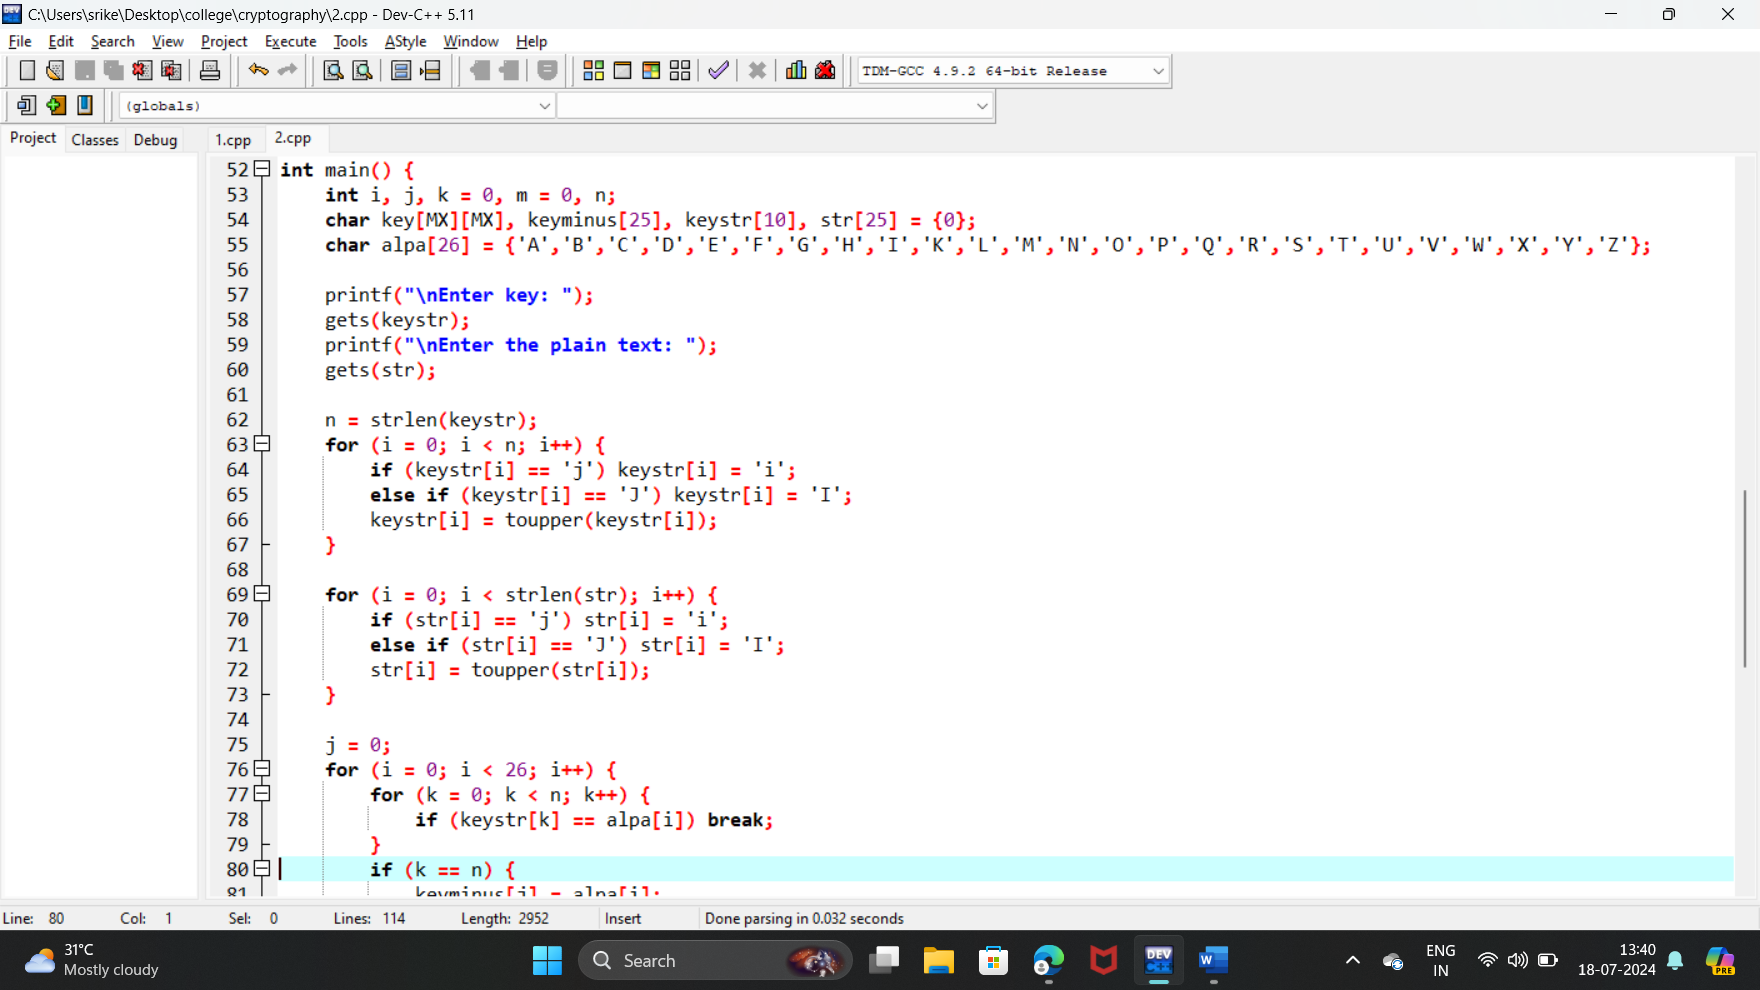 C:\Users\srike\Desktop\college\cryptography\2.cpp - Dev-C++ 5.11
File Edit Search View Project Execute Tools AStyle Window Help
TDM-GCC 4.9.2 64-bit Release
(globals)
Project Classes Debug 1.cpp 2.cpp
52 int main() {
53 int i, j, k = 0, m = 0, n;
54 char key[MX][MX], keyminus[25], keystr[10], str[25] = {0};
55 char alpa[26] = {'A','B','C','D','E','F','G','H','I','K','L','M','N','O','P','Q','R','S','T','U','V','W','X','Y','Z'};
56
57 printf("\nEnter key: ");
58 gets(keystr);
59 printf("\nEnter the plain text: ");
60 gets(str);
61
62 n = strlen(keystr);
63 for (i = 0; i < n; i++) {
64 if (keystr[i] == 'j') keystr[i] = 'i';
65 else if (keystr[i] == 'J') keystr[i] = 'I';
66 keystr[i] = toupper(keystr[i]);
67 }
68
69 for (i = 0; i < strlen(str); i++) {
70 if (str[i] == 'j') str[i] = 'i';
71 else if (str[i] == 'J') str[i] = 'I';
72 str[i] = toupper(str[i]);
73 }
74
75 j = 0;
76 for (i = 0; i < 26; i++) {
77 for (k = 0; k < n; k++) {
78 if (keystr[k] == alpa[i]) break;
79 }
80 if (k == n) {
81 keyminus[j] = alpa[i];
Line: 80 Col: 1 Sel: 0 Lines: 114 Length: 2952 Insert Done parsing in 0.032 seconds
31°C
Mostly cloudy
Search
DEV
C++
W
PRE
ENG
IN
13:40
18-07-2024